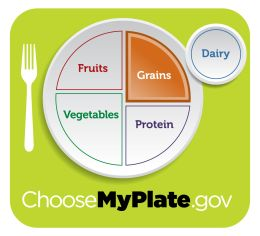 Dairy
Fruits
Grains
Vegetables
Protein
ChooseMyPlate.gov